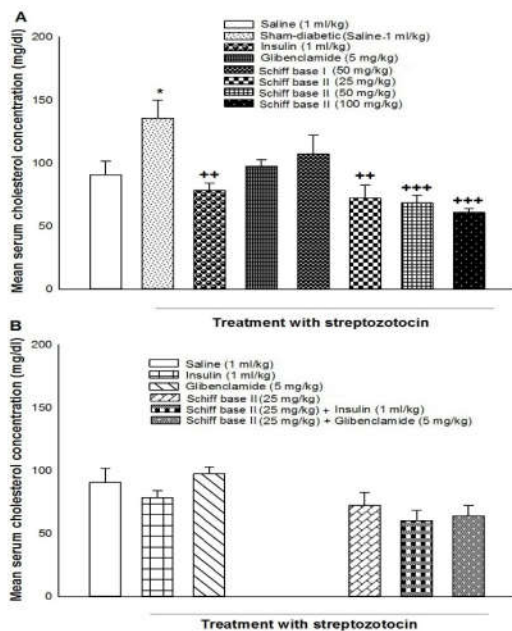 A
Mean serum cholesterol concentration (mg/dl)
200
150
100
50
0
Saline (1 ml/kg)
Sham-diabetic (Saline 1 ml/kg)
Insulin (1 ml/kg)
Glibenclamide (5 mg/kg)
Schiff base I (50 mg/kg)
Schiff base II (25 mg/kg)
Schiff base II (50 mg/kg)
Schiff base II (100 mg/kg)
*
++
++
+++
+++
Treatment with streptozotocin
B
Mean serum cholesterol concentration (mg/dl)
200
150
100
50
0
Saline (1 ml/kg)
Insulin (1 ml/kg)
Glibenclamide (5 mg/kg)
Schiff base II (25 mg/kg)
Schiff base II (25 mg/kg) + Insulin (1 ml/kg)
Schiff base II (25 mg/kg) + Glibenclamide (5 mg/kg)
Treatment with streptozotocin